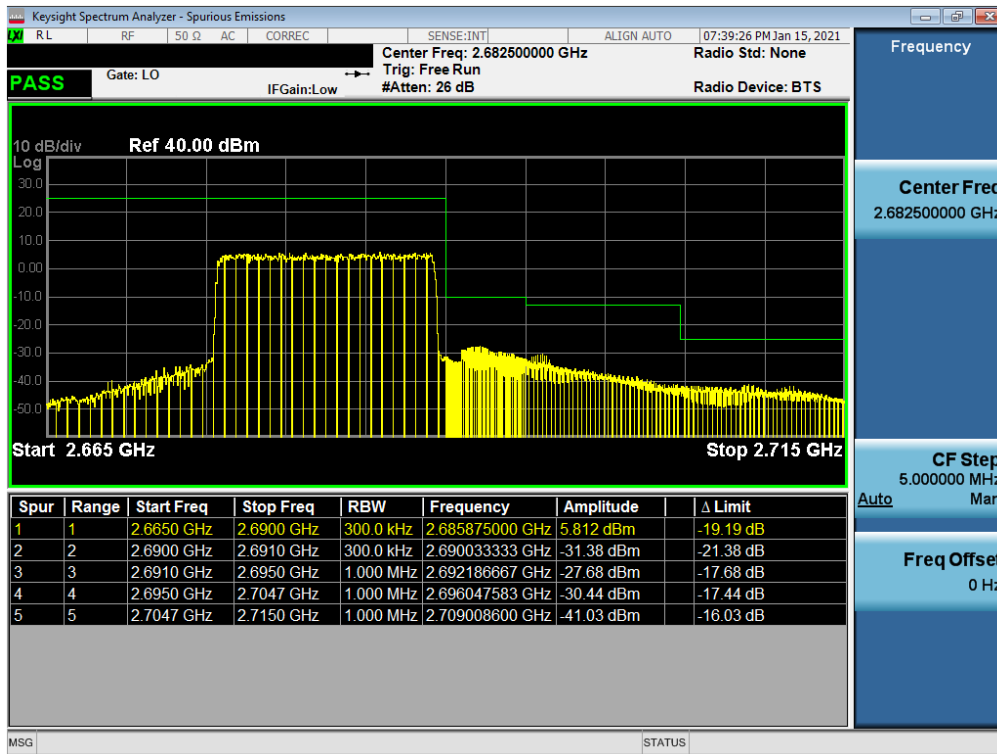 Keysight Spectrum Analyzer - Spurious Emissions
LXI RL RF 50 Ω AC CORREC SENSE:INT ALIGN AUTO 07:39:26 PM Jan 15, 2021
Center Freq: 2.682500000 GHz Radio Std: None
PASS Gate: LO Trig: Free Run
IFGain:Low #Atten: 26 dB Radio Device: BTS
10 dB/div Ref 40.00 dBm
Log
30.0
20.0
10.0
0.00
-10.0
-20.0
-30.0
-40.0
-50.0
Start 2.665 GHz Stop 2.715 GHz
Spur Range Start Freq Stop Freq RBW Frequency Amplitude Δ Limit
1 1 2.6650 GHz 2.6900 GHz 300.0 kHz 2.685875000 GHz 5.812 dBm -19.19 dB
2 2 2.6900 GHz 2.6910 GHz 300.0 kHz 2.690033333 GHz -31.38 dBm -21.38 dB
3 3 2.6910 GHz 2.6950 GHz 1.000 MHz 2.692186667 GHz -27.68 dBm -17.68 dB
4 4 2.6950 GHz 2.7047 GHz 1.000 MHz 2.696047583 GHz -30.44 dBm -17.44 dB
5 5 2.7047 GHz 2.7150 GHz 1.000 MHz 2.709008600 GHz -41.03 dBm -16.03 dB
MSG STATUS
Frequency
Center Freq
2.682500000 GHz
CF Step
5.000000 MHz
Auto Man
Freq Offset
0 Hz